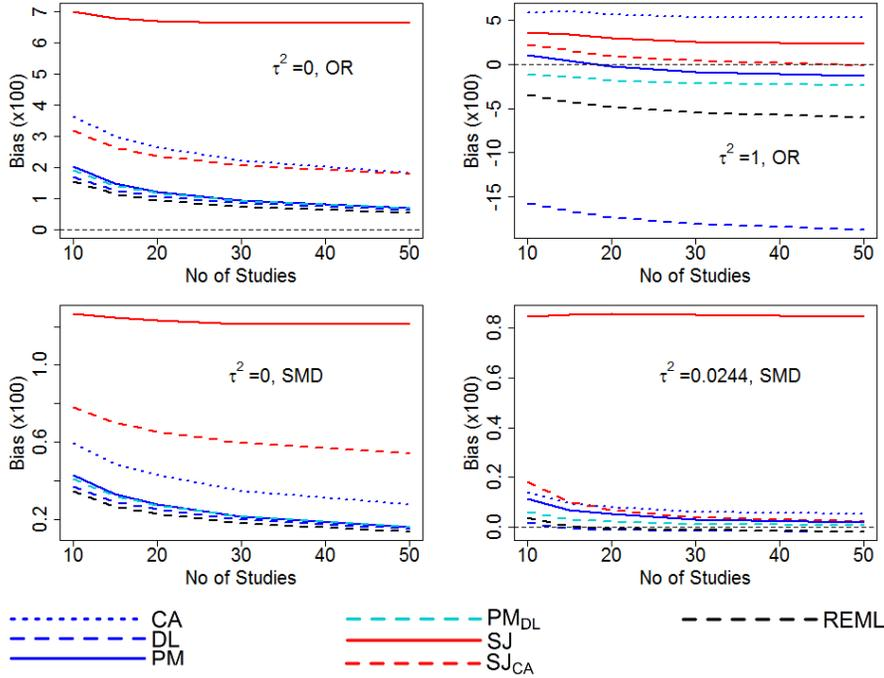 Bias (x100)
7
6
5
4
3
2
1
0
τ² =0, OR
10 20 30 40 50
No of Studies
Bias (x100)
5
0
-5
-10
-15
τ² =1, OR
10 20 30 40 50
No of Studies
Bias (x100)
1.0
0.6
0.2
τ² =0, SMD
10 20 30 40 50
No of Studies
Bias (x100)
0.8
0.6
0.4
0.2
0.0
τ² =0.0244, SMD
10 20 30 40 50
No of Studies
CA
DL
PM
PM_DL
SJ
SJ_CA
REML